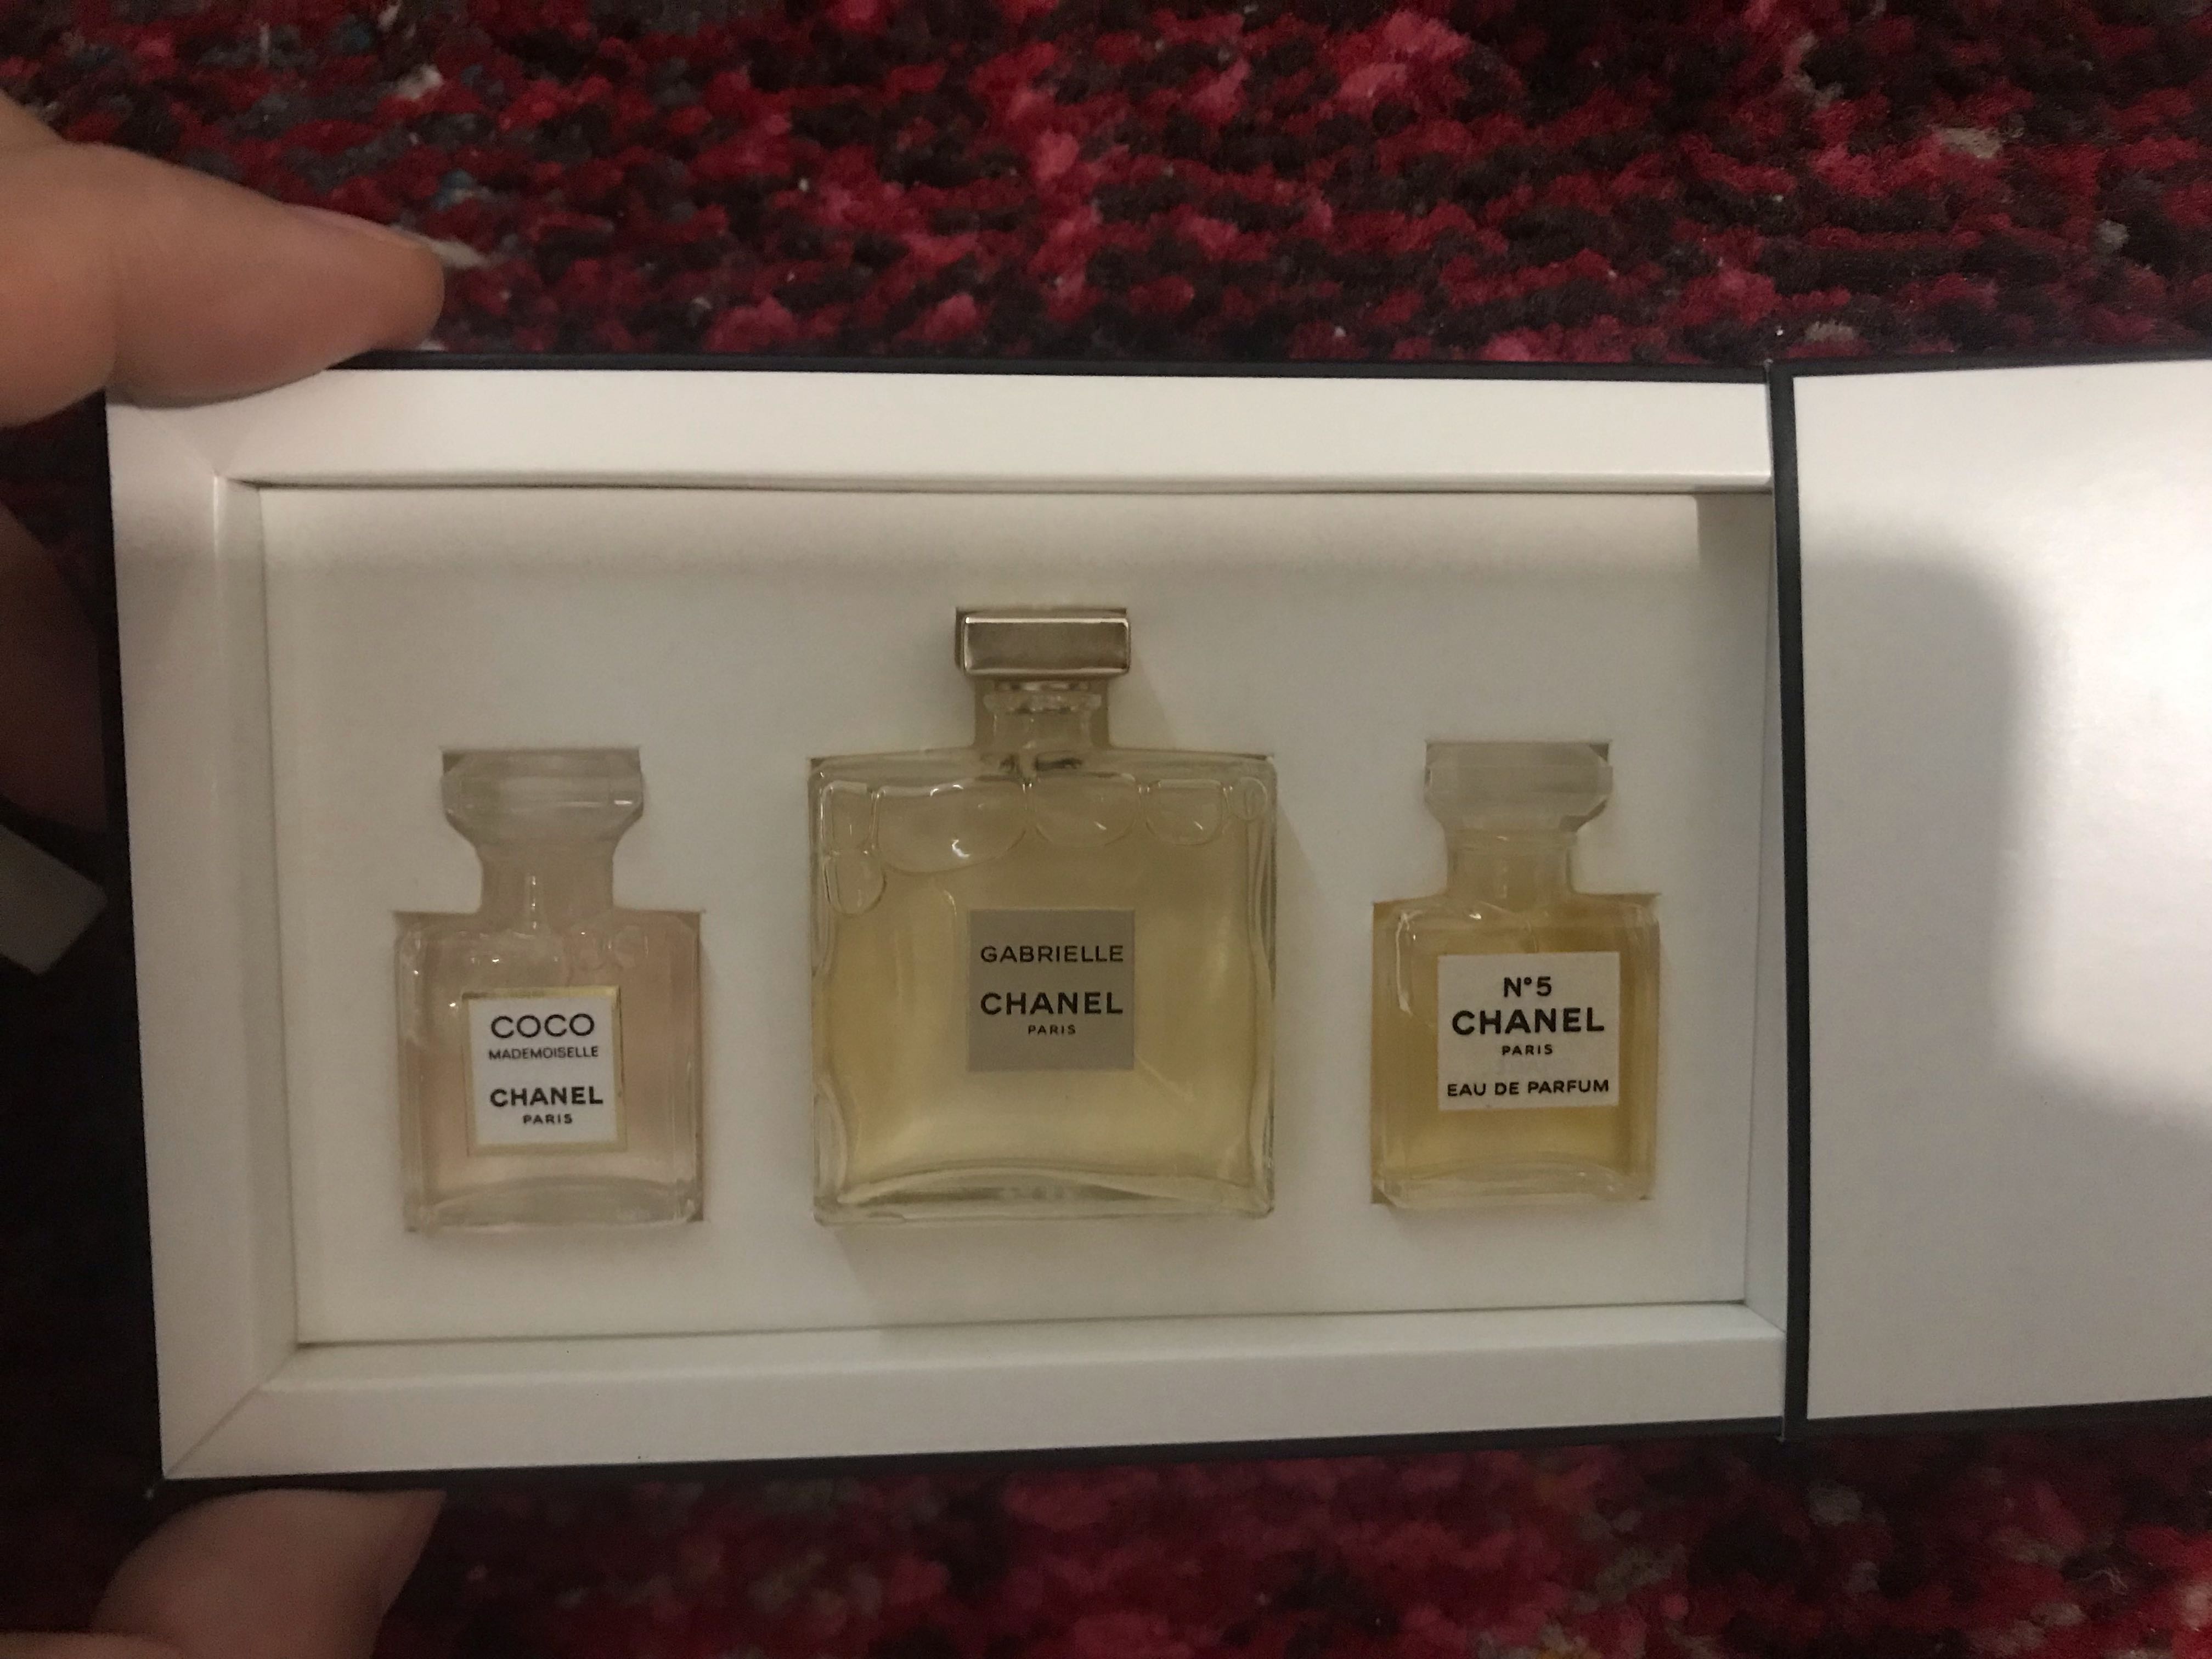 COCO
MADEMOISELLE
CHANEL
PARIS
GABRIELLE
CHANEL
PARIS
N°5
CHANEL
PARIS
EAU DE PARFUM